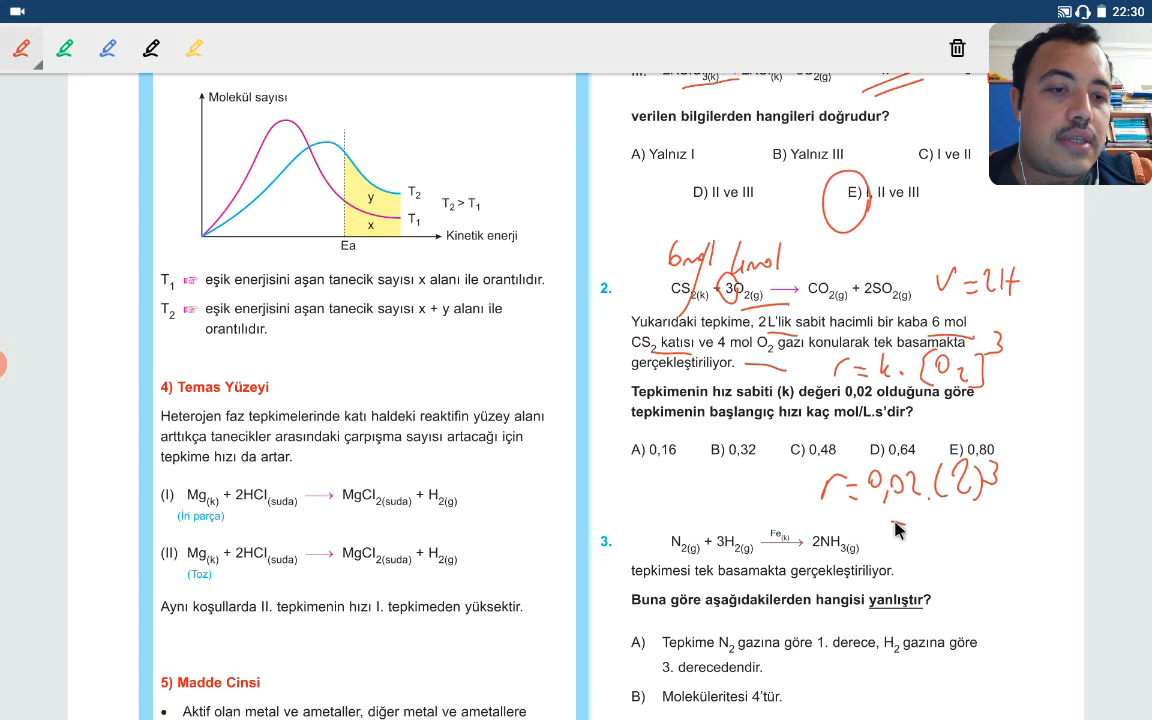 22:30
Molekül sayısı
T2
T2 > T1
y
T1
x
Kinetik enerji
Ea
T1 ☞ eşik enerjisini aşan tanecik sayısı x alanı ile orantılıdır.
T2 ☞ eşik enerjisini aşan tanecik sayısı x + y alanı ile
orantılıdır.
4) Temas Yüzeyi
Heterojen faz tepkimelerinde katı haldeki reaktifin yüzey alanı
arttıkça tanecikler arasındaki çarpışma sayısı artacağı için
tepkime hızı da artar.
(I) Mg(k) + 2HCl(suda) → MgCl2(suda) + H2(g)
(İri parça)
(II) Mg(k) + 2HCl(suda) → MgCl2(suda) + H2(g)
(Toz)
Aynı koşullarda II. tepkimenin hızı I. tepkimeden yüksektir.
5) Madde Cinsi
• Aktif olan metal ve ametaller, diğer metal ve ametallere
verilen bilgilerden hangileri doğrudur?
A) Yalnız I B) Yalnız III C) I ve II
D) II ve III E) I, II ve III
6mol 4mol
2. CS2(k) + 3O2(g) → CO2(g) + 2SO2(g) V = 2lt
Yukarıdaki tepkime, 2L'lik sabit hacimli bir kaba 6 mol
CS2 katısı ve 4 mol O2 gazı konularak tek basamakta
gerçekleştiriliyor. r = k . [O2]3
Tepkimenin hız sabiti (k) değeri 0,02 olduğuna göre
tepkimenin başlangıç hızı kaç mol/L.s'dir?
A) 0,16 B) 0,32 C) 0,48 D) 0,64 E) 0,80
r = 0,02 . (2)3
3. N2(g) + 3H2(g) Fe(k) → 2NH3(g)
tepkimesi tek basamakta gerçekleştiriliyor.
Buna göre aşağıdakilerden hangisi yanlıştır?
A) Tepkime N2 gazına göre 1. derece, H2 gazına göre
3. derecedendir.
B) Moleküleritesi 4'tür.